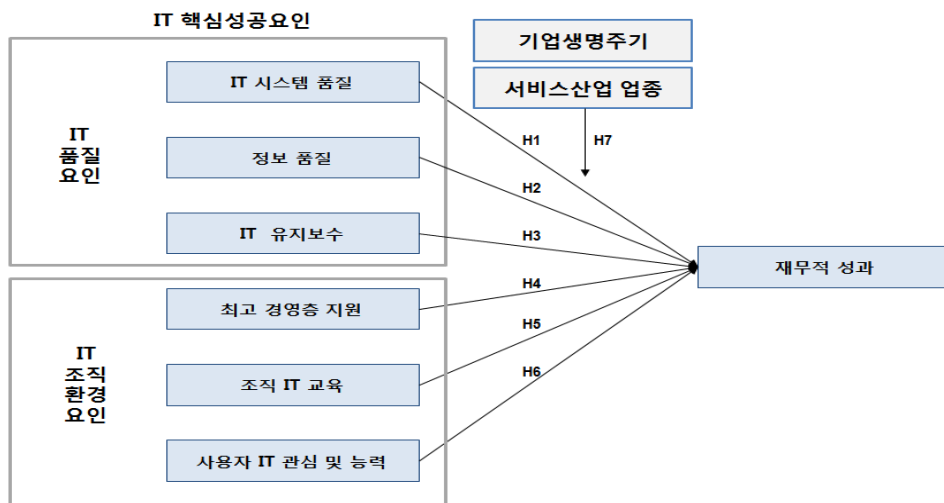 IT 핵심성공요인
기업생명주기
서비스산업 업종
IT
품질
요인
IT 시스템 품질
정보 품질
IT 유지보수
H1
H7
H2
H3
H4
H5
H6
재무적 성과
IT
조직
환경
요인
최고 경영층 지원
조직 IT 교육
사용자 IT 관심 및 능력